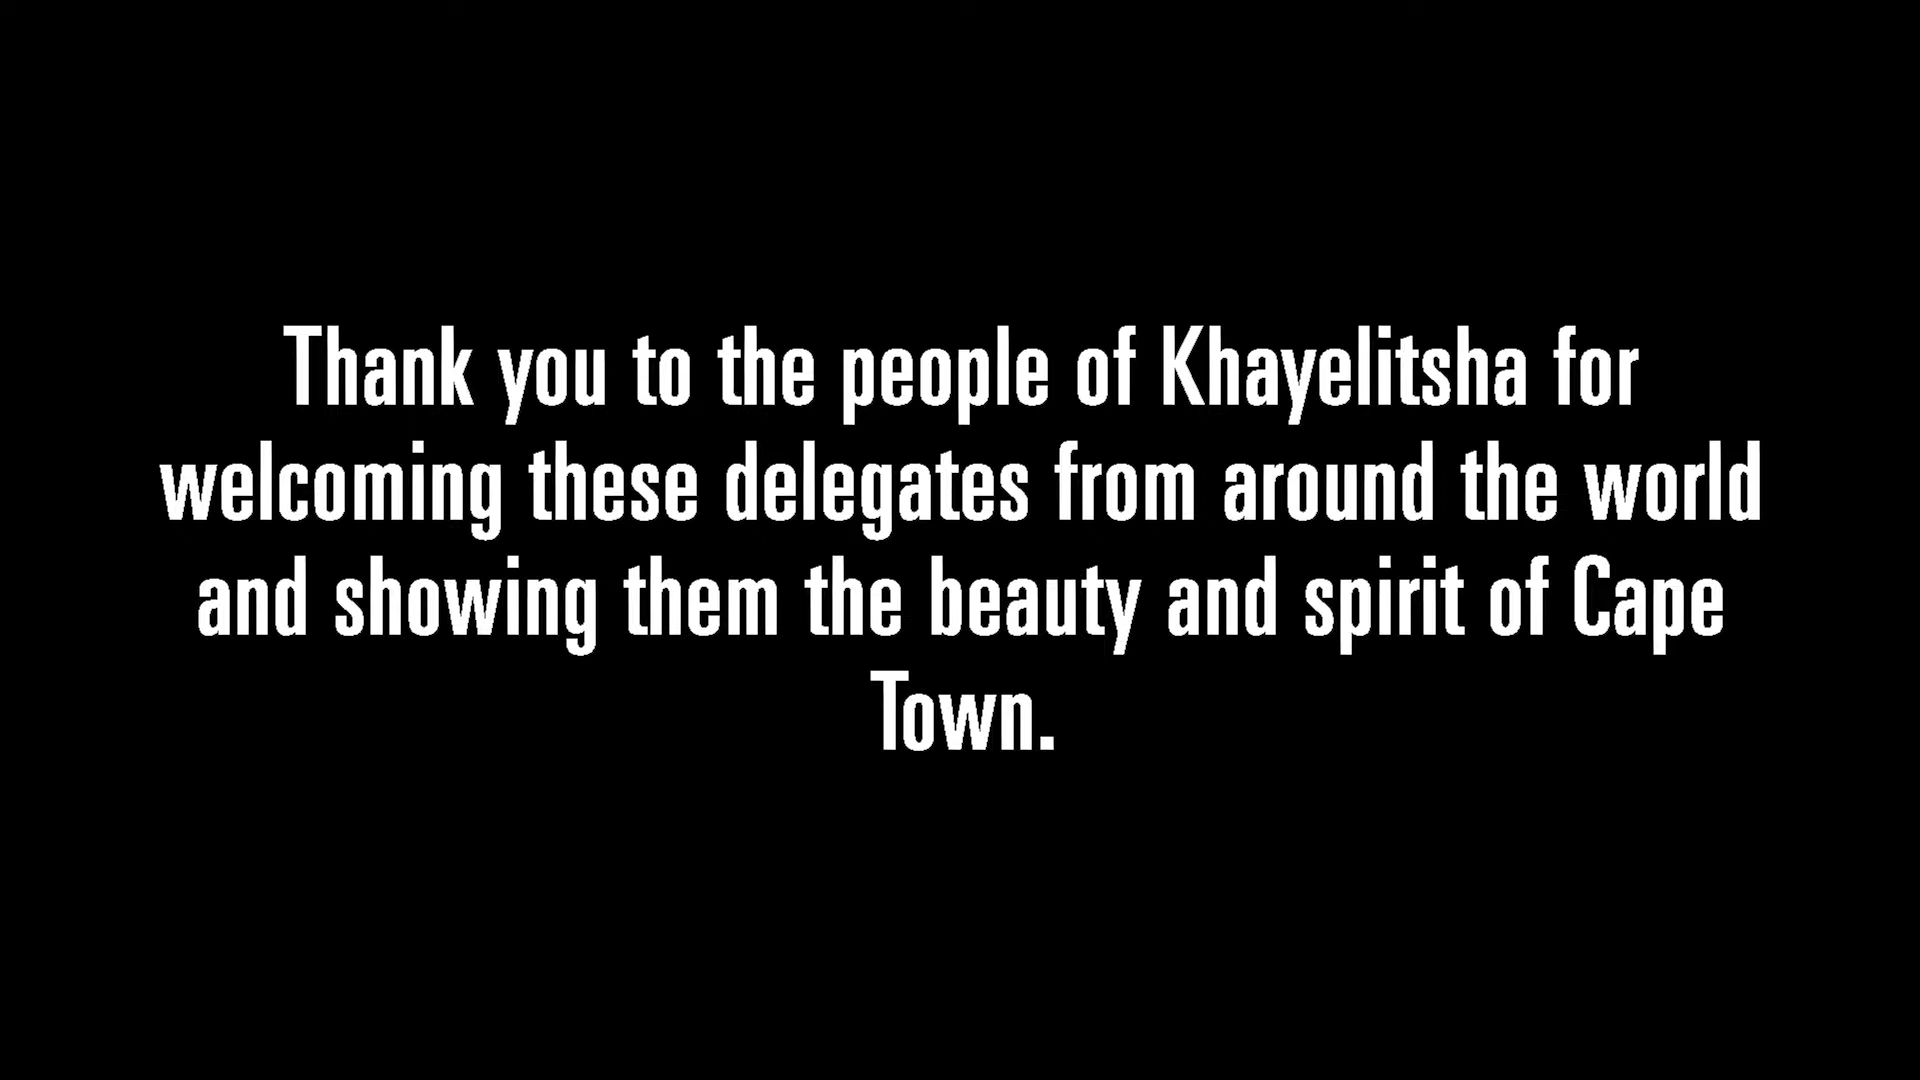 Thank you to the people of Khayelitsha for
welcoming these delegates from around the world
and showing them the beauty and spirit of Cape
Town.